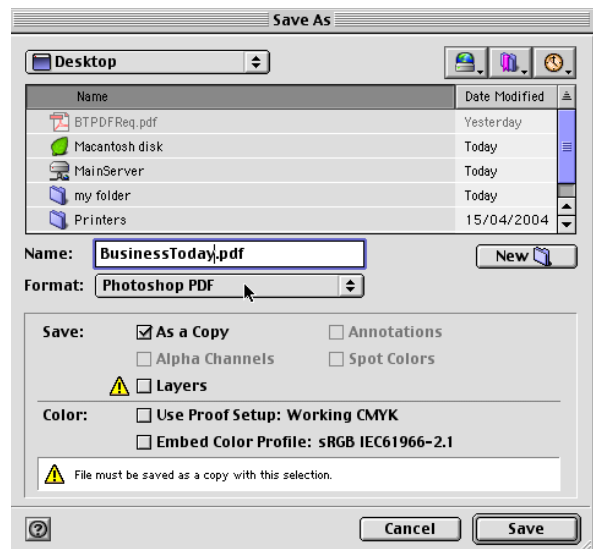 Save As
Desktop
Name Date Modified
BTPDFReq.pdf Yesterday
Macantosh disk Today
MainServer Today
my folder Today
Printers 15/04/2004
Name: BusinessToday.pdf New
Format: Photoshop PDF
Save: As a Copy Annotations
Alpha Channels Spot Colors
Layers
Color: Use Proof Setup: Working CMYK
Embed Color Profile: sRGB IEC61966-2.1
File must be saved as a copy with this selection.
Cancel Save